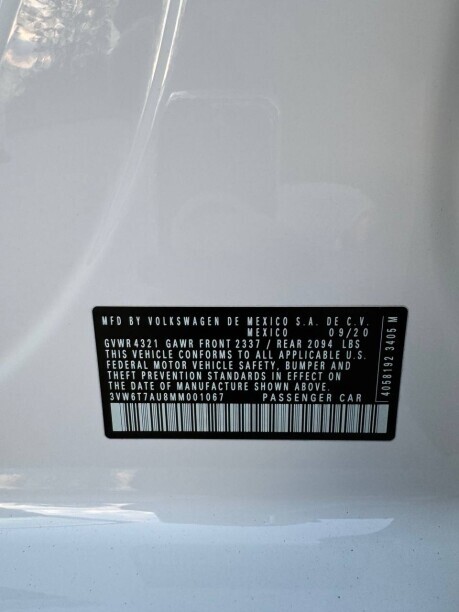 MFD BY VOLKSWAGEN DE MEXICO S.A. DE C.V.
MEXICO 09/20
GVWR 4321 GAWR FRONT 2337 / REAR 2094 LBS
THIS VEHICLE CONFORMS TO ALL APPLICABLE U.S.
FEDERAL MOTOR VEHICLE SAFETY, BUMPER AND
THEFT PREVENTION STANDARDS IN EFFECT ON THE
DATE OF MANUFACTURE SHOWN ABOVE.
3VW6T7AU8MM001067 PASSENGER CAR
4058192 3405 M